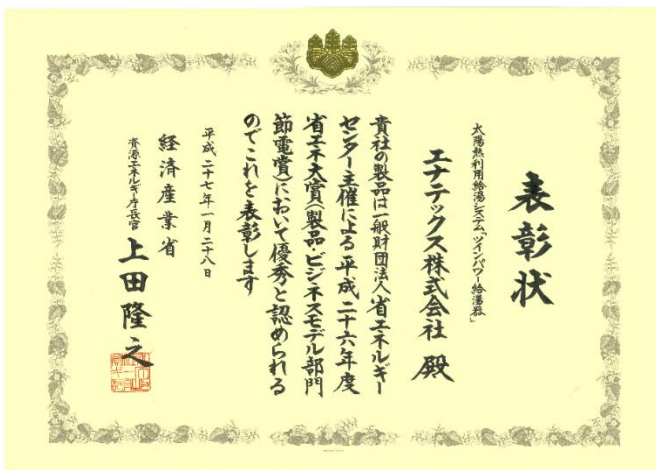 表彰状
太陽熱利用給湯システム「ツインパワー給湯器」
エナテックス株式会社 殿
貴社の製品は一般財団法人省エネルギー
センター主催による平成二十六年度
省エネ大賞(製品・ビジネスモデル部門
節電賞)において優秀と認められる
のでこれを表彰します
平成二十七年一月二十八日
経済産業省
資源エネルギー庁長官 上田隆之